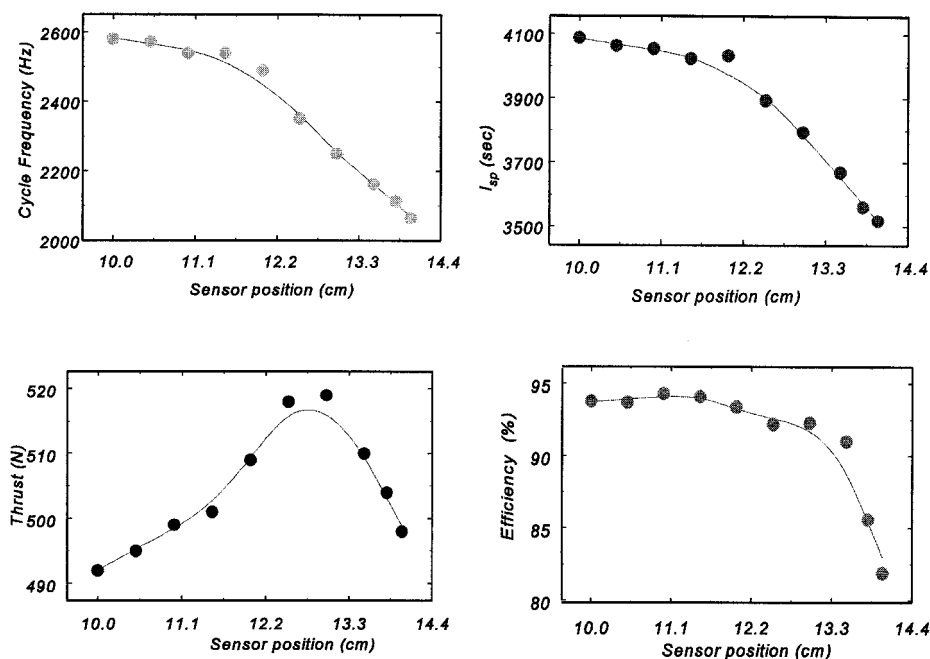 2600
2400
2200
2000
Cycle Frequency (Hz)
10.0 11.1 12.2 13.3 14.4
Sensor position (cm)
4100
3900
3700
3500
I_sp (sec)
10.0 11.1 12.2 13.3 14.4
Sensor position (cm)
520
510
500
490
Thrust (N)
10.0 11.1 12.2 13.3 14.4
Sensor position (cm)
95
90
85
80
Efficiency (%)
10.0 11.1 12.2 13.3 14.4
Sensor position (cm)